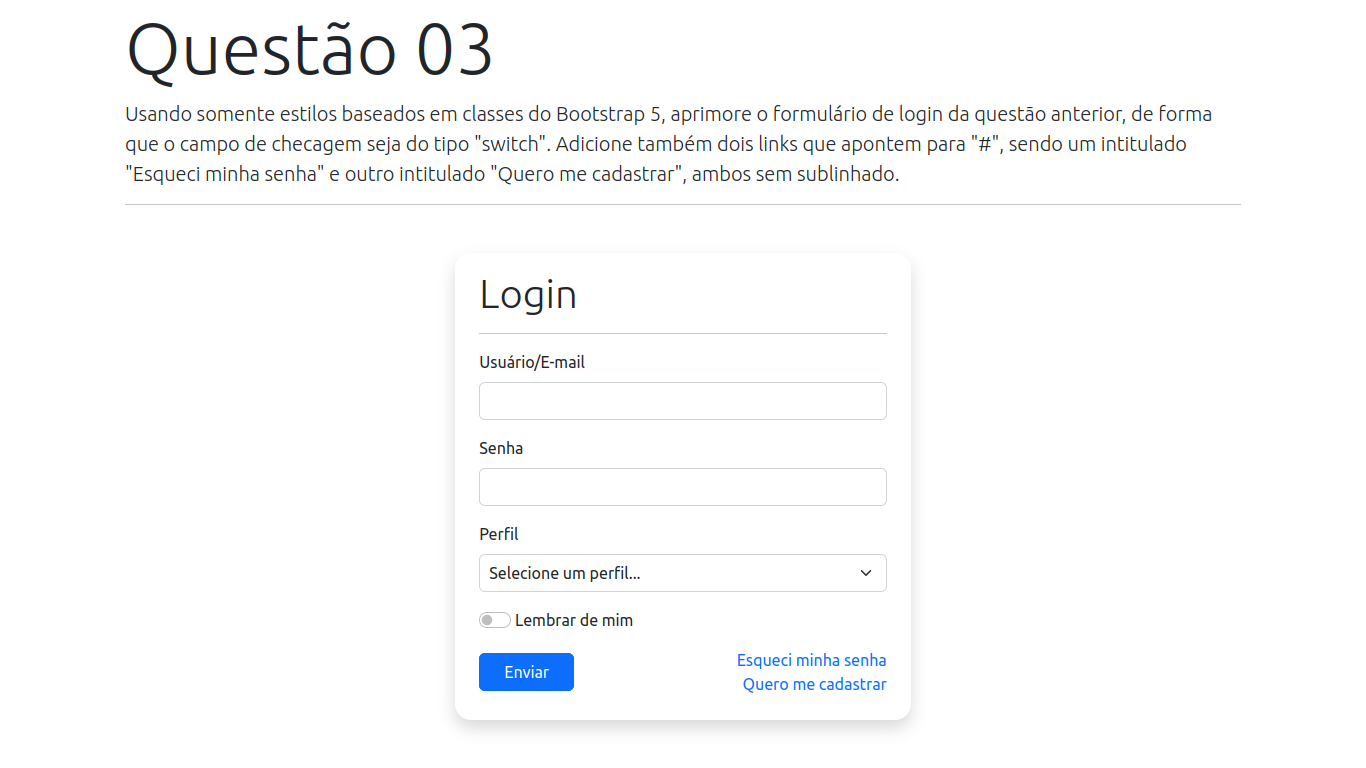 Questão 03
Usando somente estilos baseados em classes do Bootstrap 5, aprimore o formulário de login da questão anterior, de forma
que o campo de checagem seja do tipo "switch". Adicione também dois links que apontem para "#", sendo um intitulado
"Esqueci minha senha" e outro intitulado "Quero me cadastrar", ambos sem sublinhado.
Login
Usuário/E-mail
Senha
Perfil
Selecione um perfil...
Lembrar de mim
Enviar
Esqueci minha senha
Quero me cadastrar